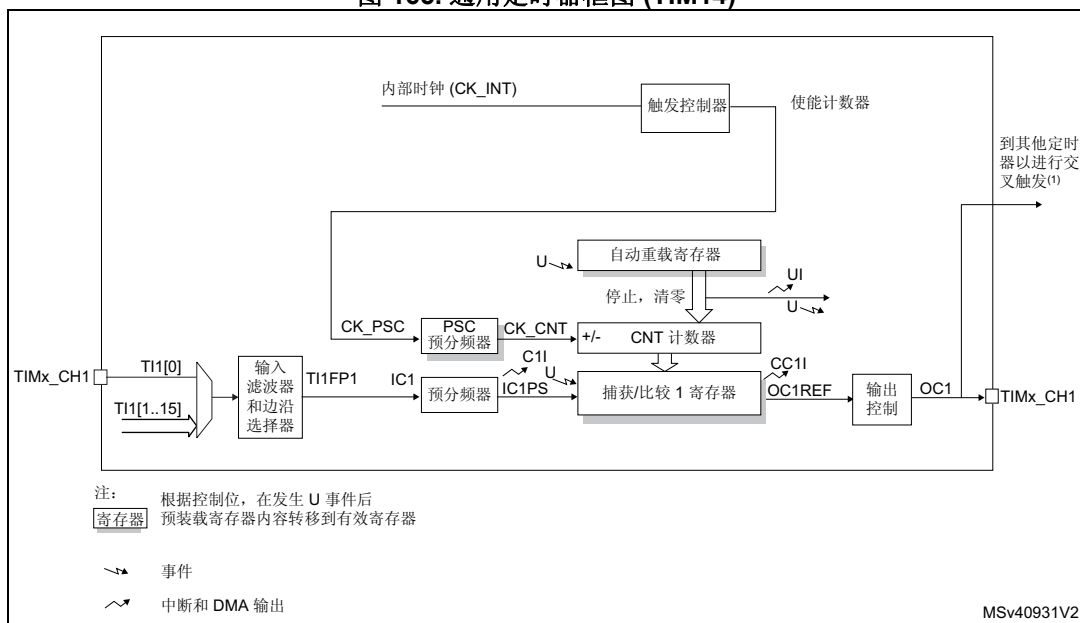 内部时钟 (CK_INT)
触发控制器
使能计数器
到其他定时
器以进行交
叉触发(1)
U
自动重载寄存器
停止，清零
UI
U
CK_PSC
PSC
预分频器
CK_CNT
+/-
CNT 计数器
TIMx_CH1
TI1[0]
TI1[1..15]
输入
滤波器
和边沿
选择器
TI1FP1
IC1
预分频器
C1I
IC1PS
U
捕获/比较 1 寄存器
CC1I
OC1REF
输出
控制
OC1
TIMx_CH1
注：
根据控制位，在发生 U 事件后
寄存器
预装载寄存器内容转移到有效寄存器
事件
中断和 DMA 输出
MSv40931V2